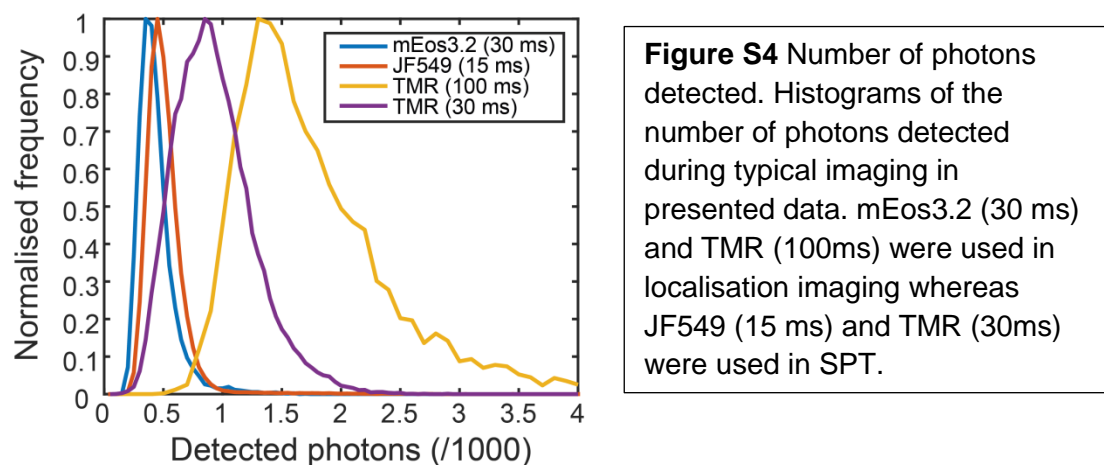 Normalised frequency
1
0.9
0.8
0.7
0.6
0.5
0.4
0.3
0.2
0.1
0
mEos3.2 (30 ms)
JF549 (15 ms)
TMR (100 ms)
TMR (30 ms)
0 0.5 1 1.5 2 2.5 3 3.5 4
Detected photons (/1000)
Figure S4 Number of photons
detected. Histograms of the
number of photons detected
during typical imaging in
presented data. mEos3.2 (30 ms)
and TMR (100ms) were used in
localisation imaging whereas
JF549 (15 ms) and TMR (30ms)
were used in SPT.